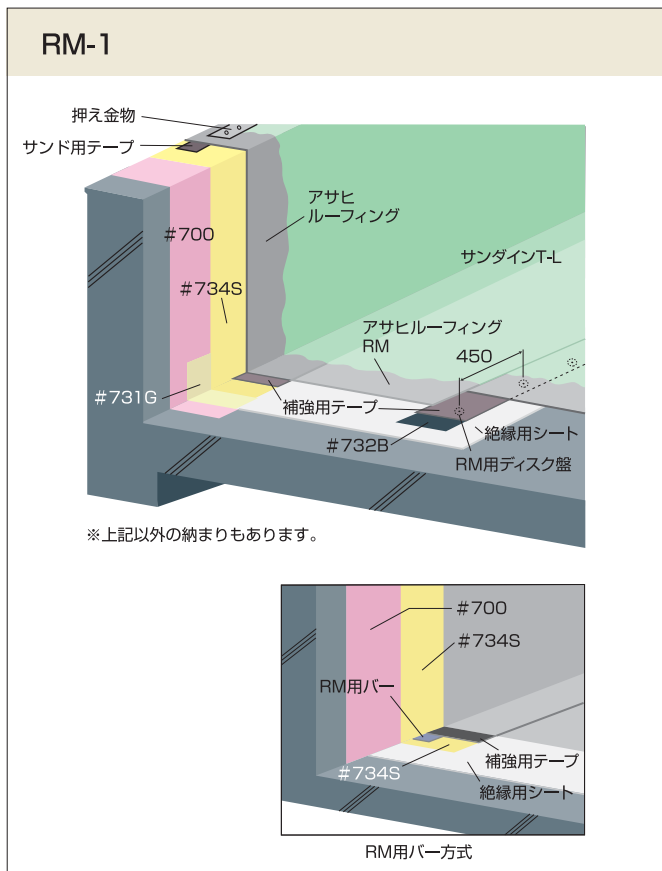 RM-1
押え金物
サンド用テープ
アサヒ
ルーフィング
#700
サンダインT-L
#734S
アサヒルーフィング
RM
450
#731G
補強用テープ
#732B
絶縁用シート
RM用ディスク盤
※上記以外の納まりもあります。
#700
#734S
RM用バー
補強用テープ
#734S
絶縁用シート
RM用バー方式